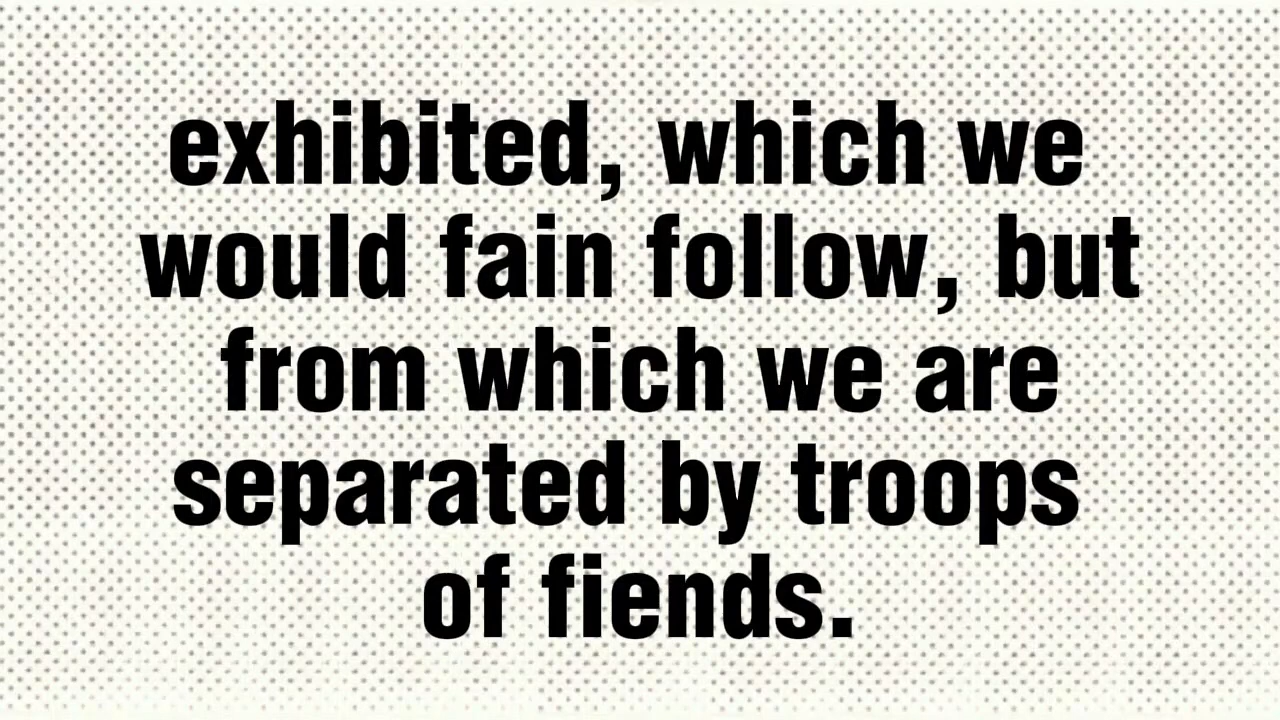 exhibited, which we
would fain follow, but
from which we are
separated by troops
of fiends.